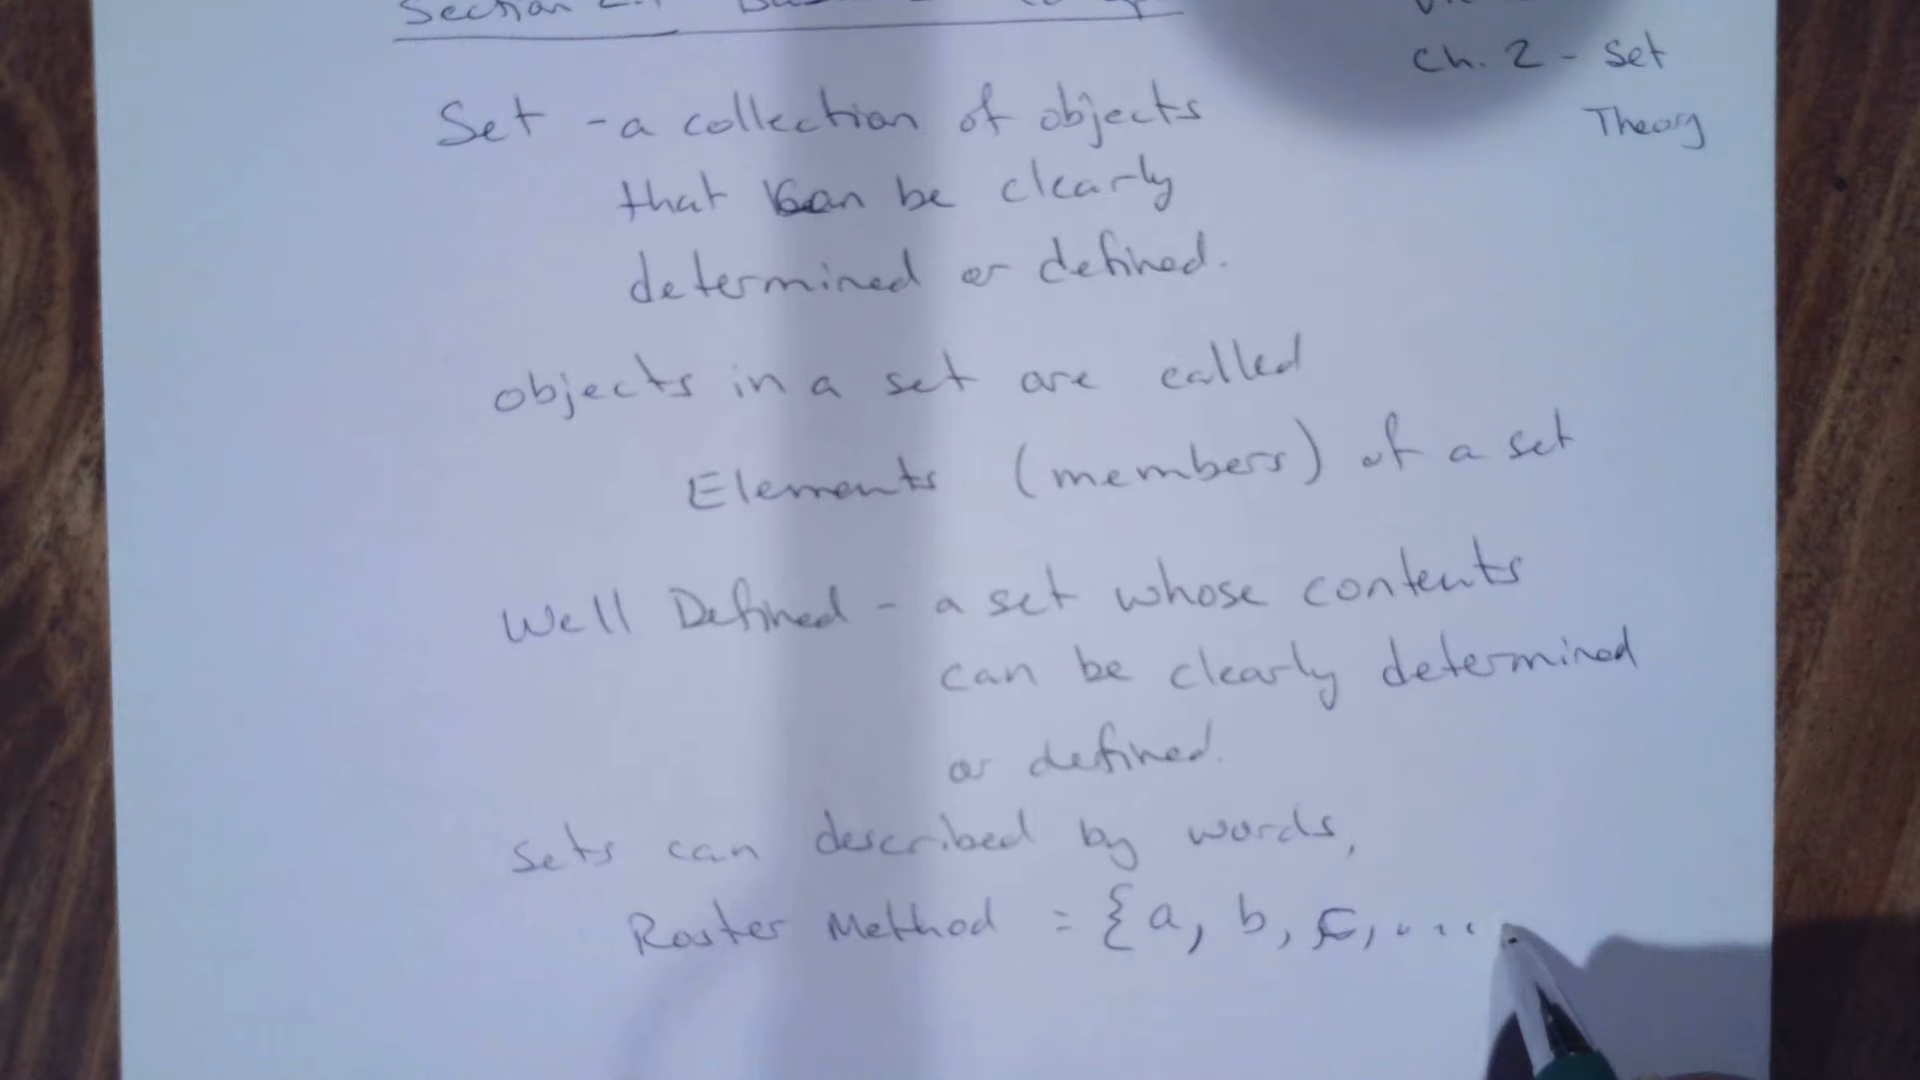 Section
Ch. 2 - Set
Theory
Set - a collection of objects
that can be clearly
determined or defined.
objects in a set are called
Elements (members) of a set
Well Defined - a set whose contents
can be clearly determined
or defined.
Sets can described by words,
Roster Method = {a, b, c, ....